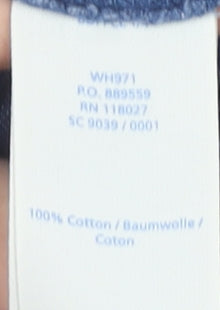 WH971
P.O. 889559
RN 118027
SC 9039 / 0001
100% Cotton / Baumwolle /
Coton